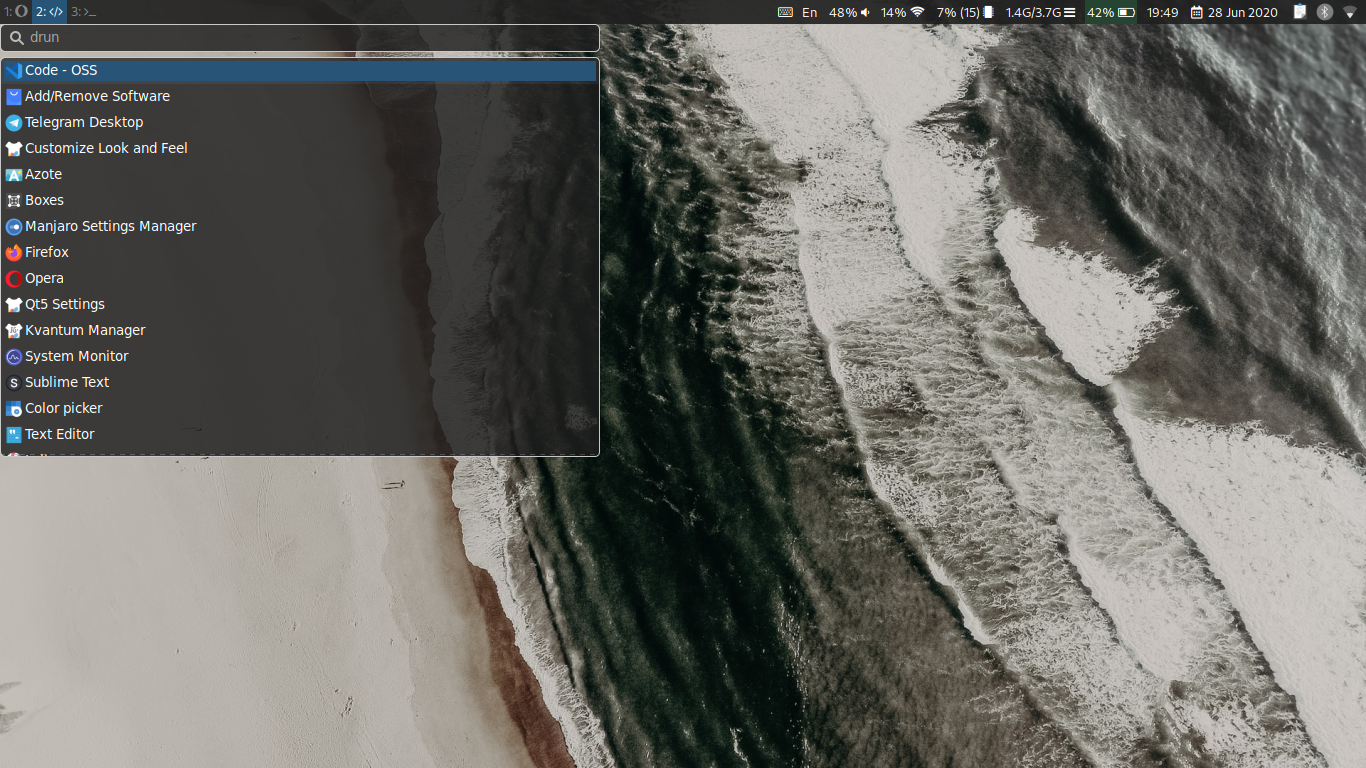 1: 2: </> 3: >_ En 48% 14% 7% (15) 1.4G/3.7G 42% 19:49 28 Jun 2020
drun
Code - OSS
Add/Remove Software
Telegram Desktop
Customize Look and Feel
Azote
Boxes
Manjaro Settings Manager
Firefox
Opera
Qt5 Settings
Kvantum Manager
System Monitor
Sublime Text
Color picker
Text Editor